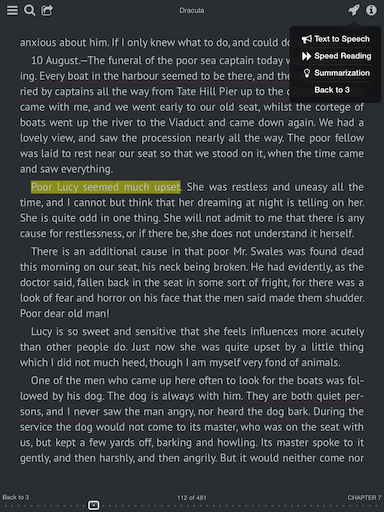 Dracula
Text to Speech
Speed Reading
Summarization
Back to 3
anxious about him. If I only knew what to do, and could do
10 August.—The funeral of the poor sea captain today w
ing. Every boat in the harbour seemed to be there, and the
ried by captains all the way from Tate Hill Pier up to the c
came with me, and we went early to our old seat, whilst the cortege of
boats went up the river to the Viaduct and came down again. We had a
lovely view, and saw the procession nearly all the way. The poor fellow
was laid to rest near our seat so that we stood on it, when the time came
and saw everything.
Poor Lucy seemed much upset. She was restless and uneasy all the
time, and I cannot but think that her dreaming at night is telling on her.
She is quite odd in one thing. She will not admit to me that there is any
cause for restlessness, or if there be, she does not understand it herself.
There is an additional cause in that poor Mr. Swales was found dead
this morning on our seat, his neck being broken. He had evidently, as the
doctor said, fallen back in the seat in some sort of fright, for there was a
look of fear and horror on his face that the men said made them shudder.
Poor dear old man!
Lucy is so sweet and sensitive that she feels influences more acutely
than other people do. Just now she was quite upset by a little thing
which I did not much heed, though I am myself very fond of animals.
One of the men who came up here often to look for the boats was fol-
lowed by his dog. The dog is always with him. They are both quiet per-
sons, and I never saw the man angry, nor heard the dog bark. During the
service the dog would not come to its master, who was on the seat with
us, but kept a few yards off, barking and howling. Its master spoke to it
gently, and then harshly, and then angrily. But it would neither come nor
Back to 3
112 of 481
CHAPTER 7